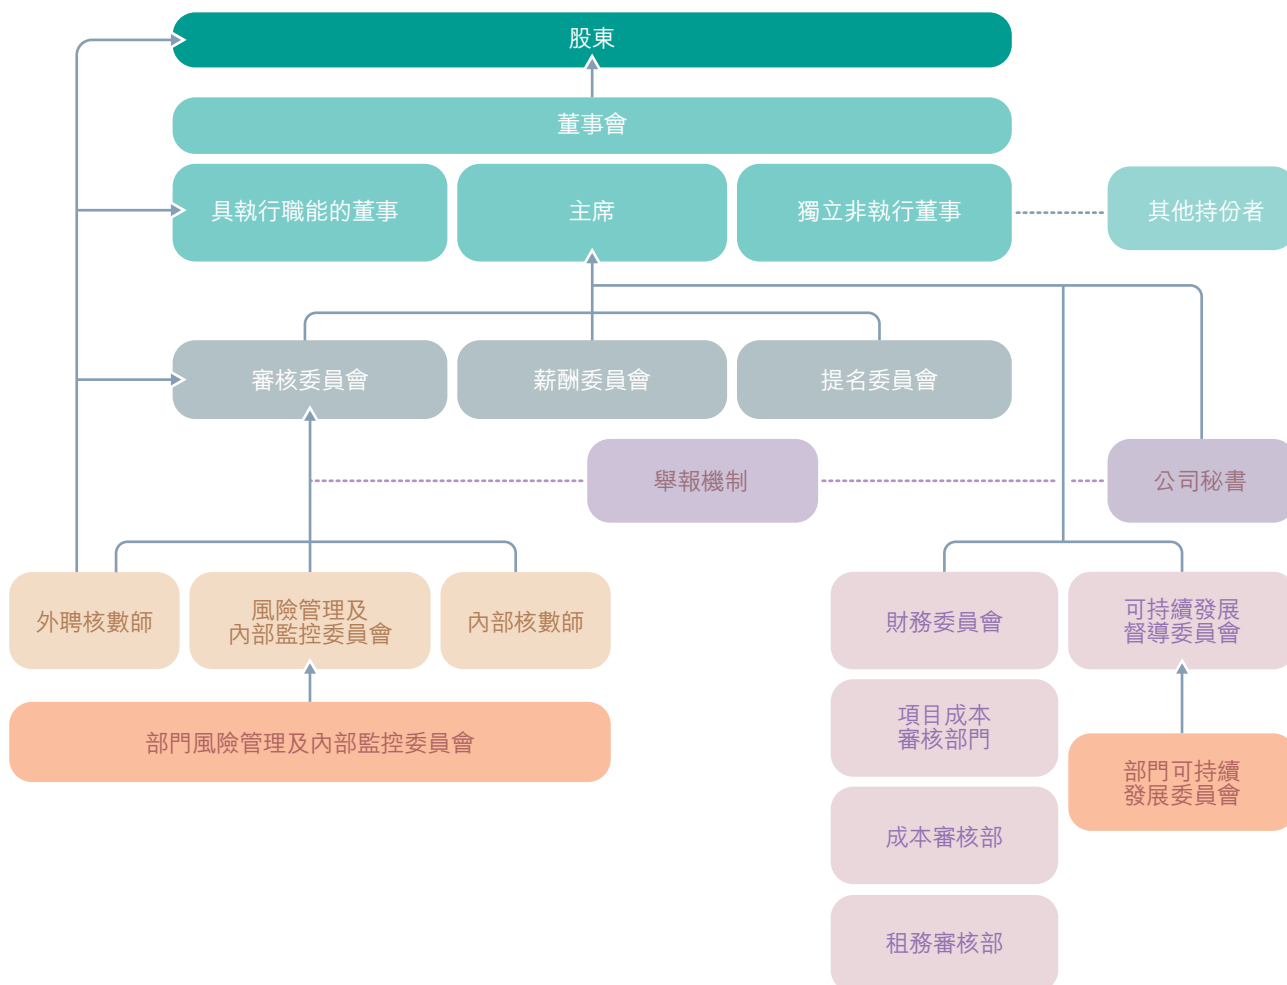 股東
董事會
具執行職能的董事
主席
獨立非執行董事
其他持份者
審核委員會
薪酬委員會
提名委員會
舉報機制
公司秘書
外聘核數師
風險管理及
內部監控委員會
內部核數師
財務委員會
可持續發展
督導委員會
部門風險管理及內部監控委員會
項目成本
審核部門
部門可持續
發展委員會
成本審核部
租務審核部